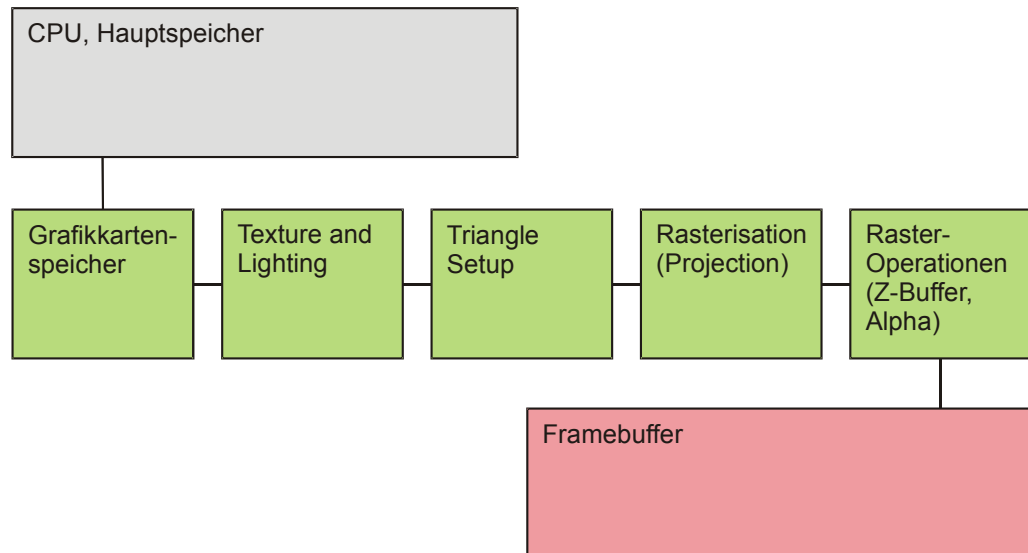 CPU, Hauptspeicher
Grafikkarten-
speicher
Texture and
Lighting
Triangle
Setup
Rasterisation
(Projection)
Raster-
Operationen
(Z-Buffer,
Alpha)
Framebuffer